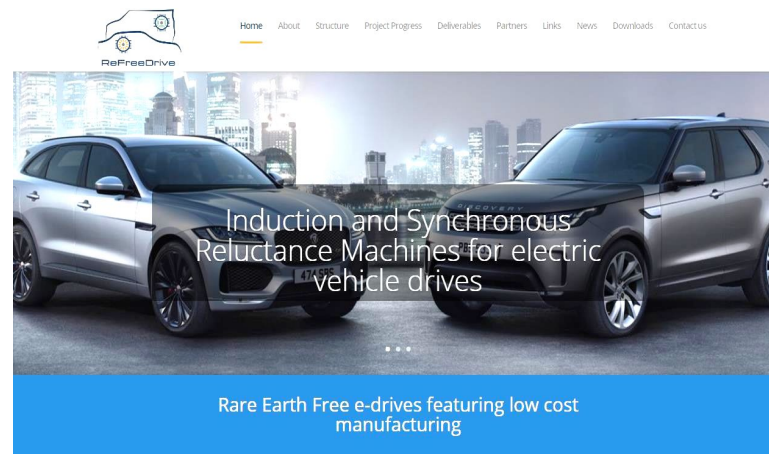 ReFreeDrive
Home About Structure Project Progress Deliverables Partners Links News Downloads Contact us
DISCOVERY
Induction and Synchronous
Reluctance Machines for electric
vehicle drives
Rare Earth Free e-drives featuring low cost
manufacturing